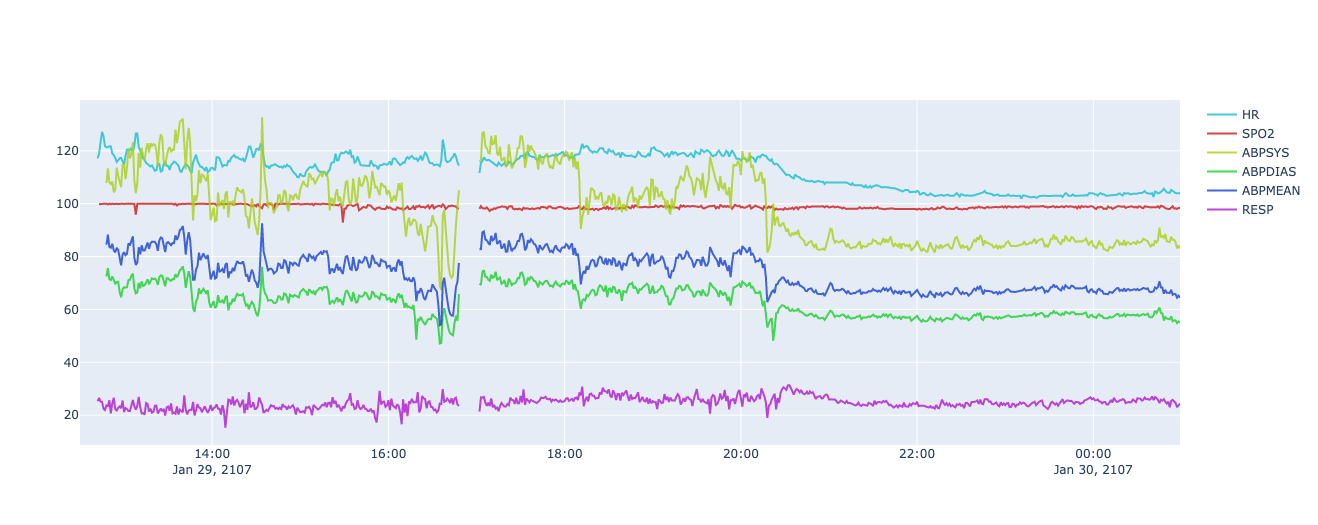 HR
SPO2
ABPSYS
ABPDIAS
ABPMEAN
RESP
120
100
80
60
40
20
14:00 16:00 18:00 20:00 22:00 00:00
Jan 29, 2107 Jan 30, 2107